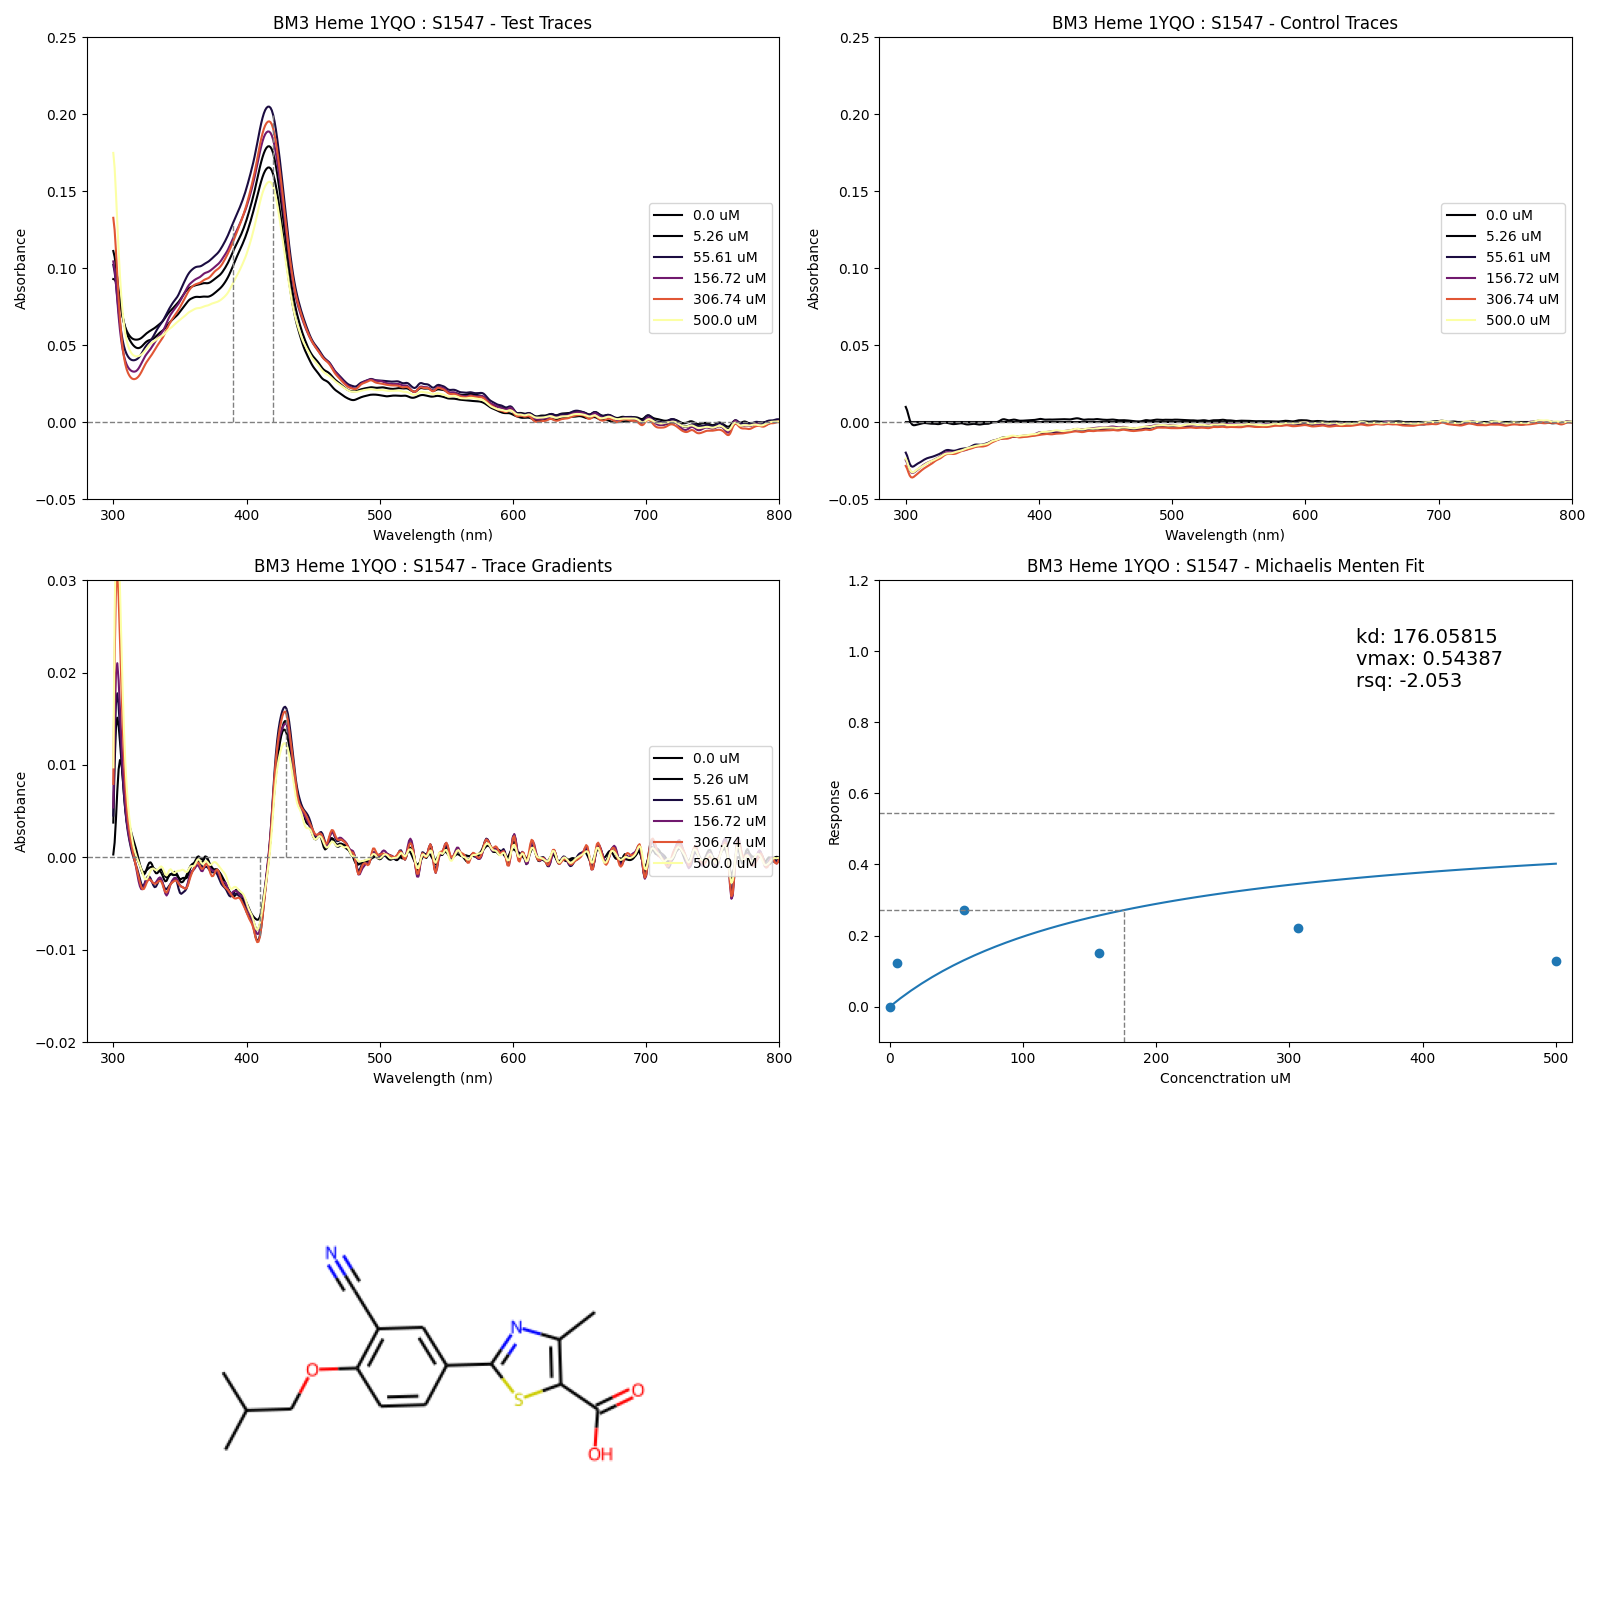 BM3 Heme 1YQO : S1547 - Test Traces
0.25
0.20
0.15
0.10
0.05
0.00
−0.05
Absorbance
300 400 500 600 700 800
Wavelength (nm)
0.0 uM
5.26 uM
55.61 uM
156.72 uM
306.74 uM
500.0 uM
BM3 Heme 1YQO : S1547 - Control Traces
0.25
0.20
0.15
0.10
0.05
0.00
−0.05
Absorbance
300 400 500 600 700 800
Wavelength (nm)
0.0 uM
5.26 uM
55.61 uM
156.72 uM
306.74 uM
500.0 uM
BM3 Heme 1YQO : S1547 - Trace Gradients
0.03
0.02
0.01
0.00
−0.01
−0.02
Absorbance
300 400 500 600 700 800
Wavelength (nm)
0.0 uM
5.26 uM
55.61 uM
156.72 uM
306.74 uM
500.0 uM
BM3 Heme 1YQO : S1547 - Michaelis Menten Fit
1.2
1.0
0.8
0.6
0.4
0.2
0.0
Response
kd: 176.05815
vmax: 0.54387
rsq: -2.053
0 100 200 300 400 500
Concenctration uM
N
N
O
S
O
OH